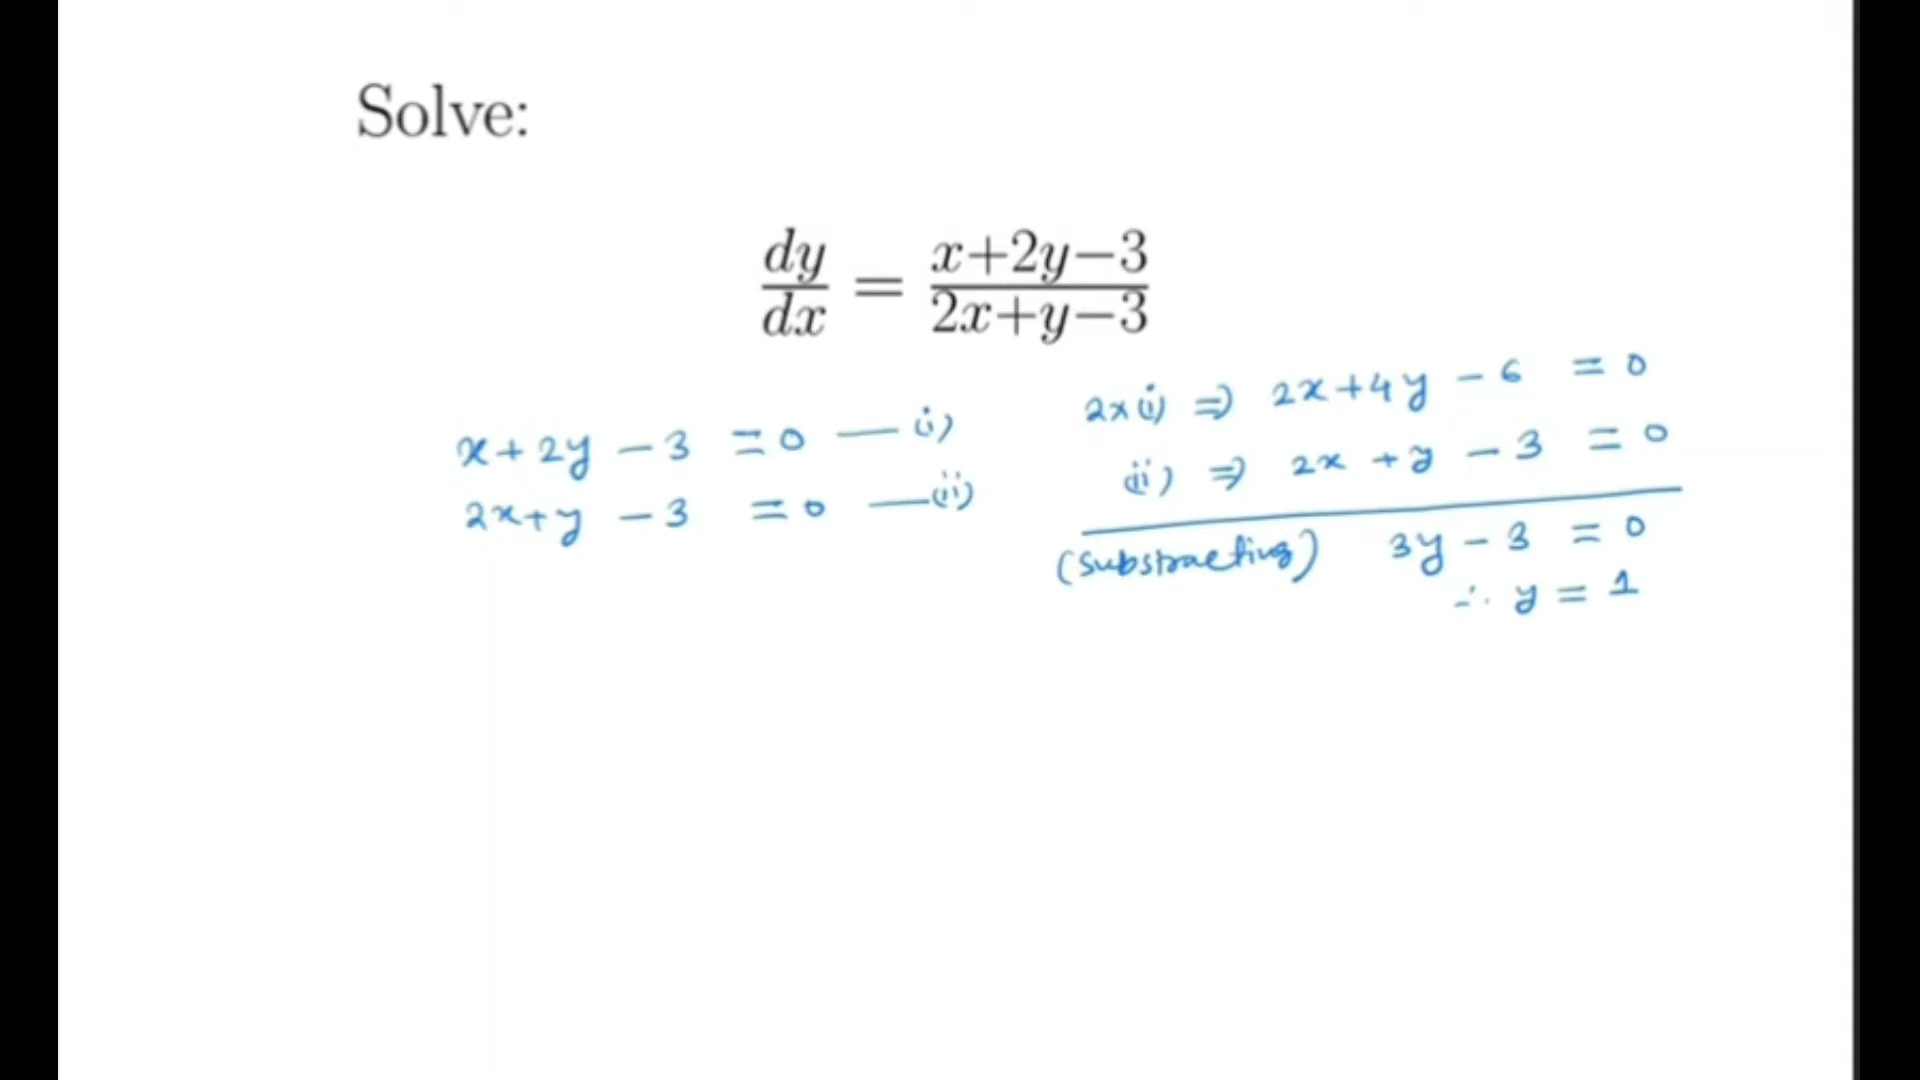 Solve:
dy/dx = x+2y−3/2x+y−3
x + 2y − 3 = 0 — (i)
2x + y − 3 = 0 — (ii)
2x(i) ⇒ 2x + 4y − 6 = 0
(ii) ⇒ 2x + y − 3 = 0
(Substracting) 3y − 3 = 0
∴ y = 1